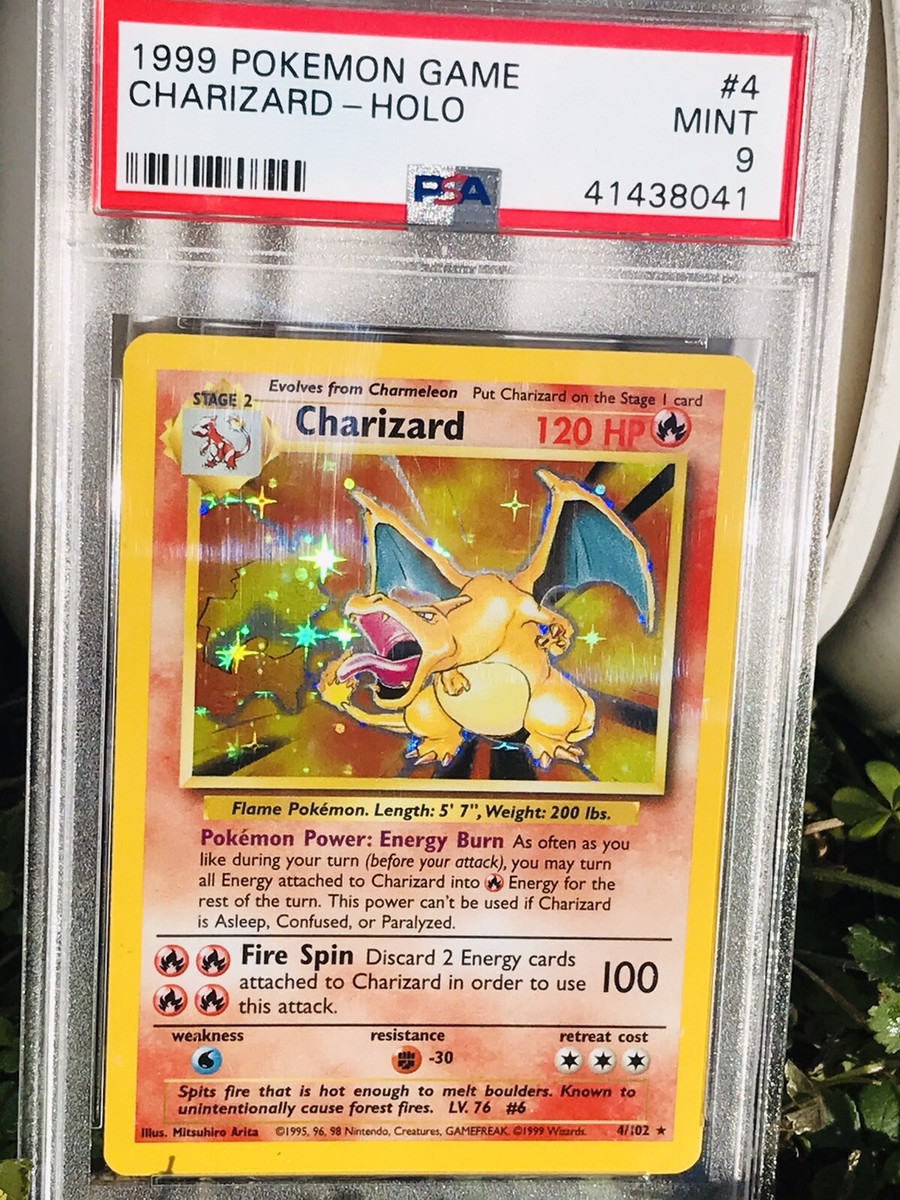 1999 POKEMON GAME #4
CHARIZARD – HOLO MINT
9
PSA 41438041
STAGE 2 Evolves from Charmeleon Put Charizard on the Stage 1 card
Charizard 120 HP
Flame Pokémon. Length: 5' 7", Weight: 200 lbs.
Pokémon Power: Energy Burn As often as you
like during your turn (before your attack), you may turn
all Energy attached to Charizard into Energy for the
rest of the turn. This power can't be used if Charizard
is Asleep, Confused, or Paralyzed.
Fire Spin Discard 2 Energy cards
attached to Charizard in order to use 100
this attack.
weakness resistance retreat cost
-30
Spits fire that is hot enough to melt boulders. Known to
unintentionally cause forest fires. LV. 76 #6
Illus. Mitsuhiro Arita ©1995, 96, 98 Nintendo, Creatures, GAMEFREAK. ©1999 Wizards. 4/102 ★